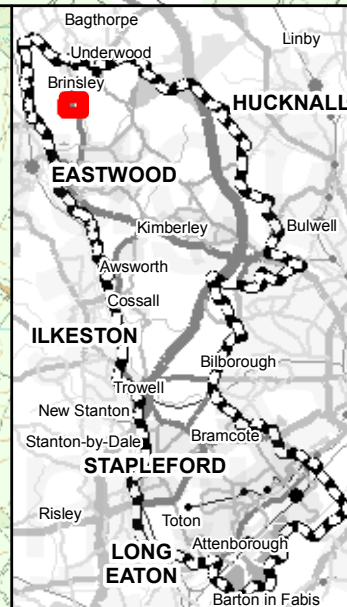 Bagthorpe
Linby
Underwood
Brinsley
HUCKNALL
EASTWOOD
Bulwell
Kimberley
Awsworth
Cossall
ILKESTON
Bilborough
Trowell
New Stanton
Bramcote
Stanton-by-Dale
STAPLEFORD
Risley
Toton
Attenborough
LONG
EATON
Barton in Fabis